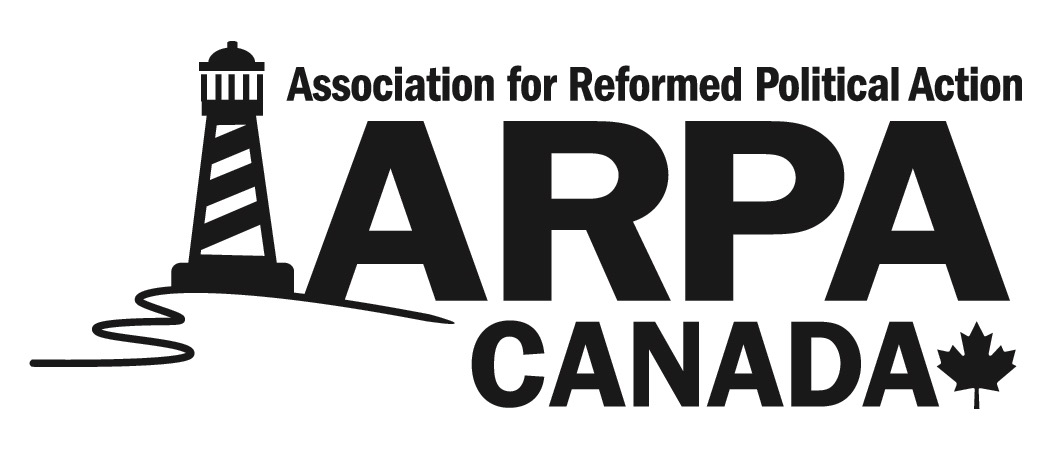 Association for Reformed Political Action
ARPA
CANADA